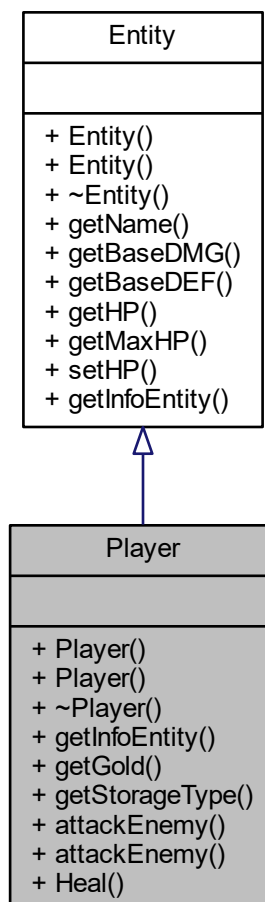 Entity
+ Entity()
+ Entity()
+ ~Entity()
+ getName()
+ getBaseDMG()
+ getBaseDEF()
+ getHP()
+ getMaxHP()
+ setHP()
+ getInfoEntity()
Player
+ Player()
+ Player()
+ ~Player()
+ getInfoEntity()
+ getGold()
+ getStorageType()
+ attackEnemy()
+ attackEnemy()
+ Heal()